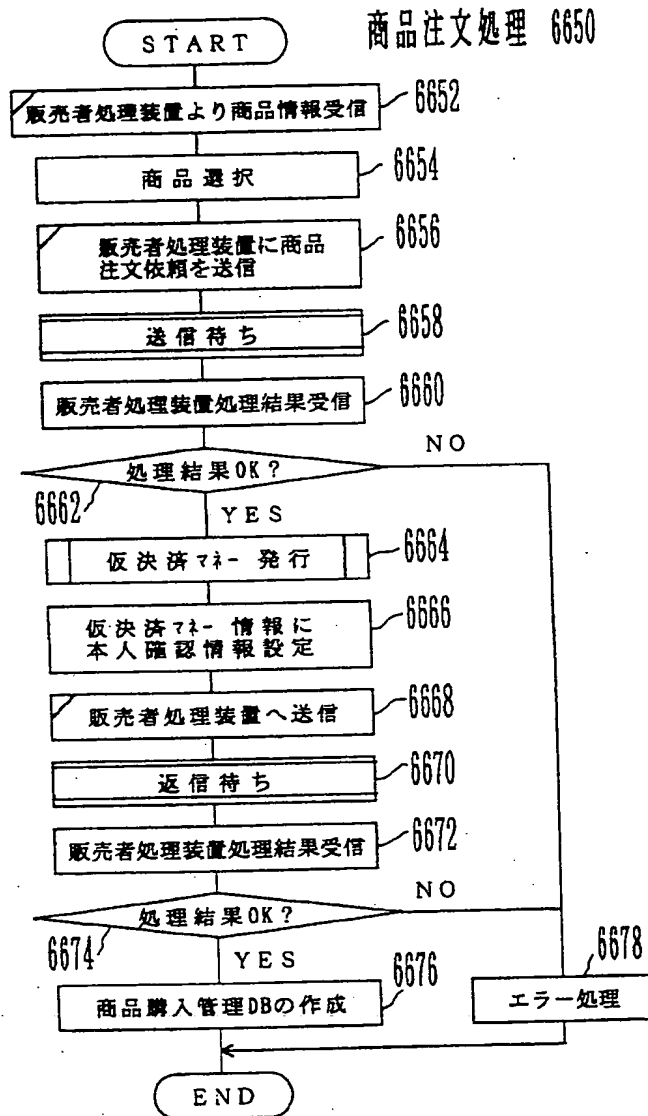 商品注文処理 6650
START
販売者処理装置より商品情報受信
6652
商品選択
6654
販売者処理装置に商品
注文依頼を送信
6656
送信待ち
6658
販売者処理装置処理結果受信
6660
処理結果OK?
NO
6662
YES
仮決済マネー 発行
6664
仮決済マネー 情報に
本人確認情報設定
6666
販売者処理装置へ送信
6668
返信待ち
6670
販売者処理装置処理結果受信
6672
処理結果OK?
NO
6674
YES
商品購入管理DBの作成
6676
エラー処理
6678
END